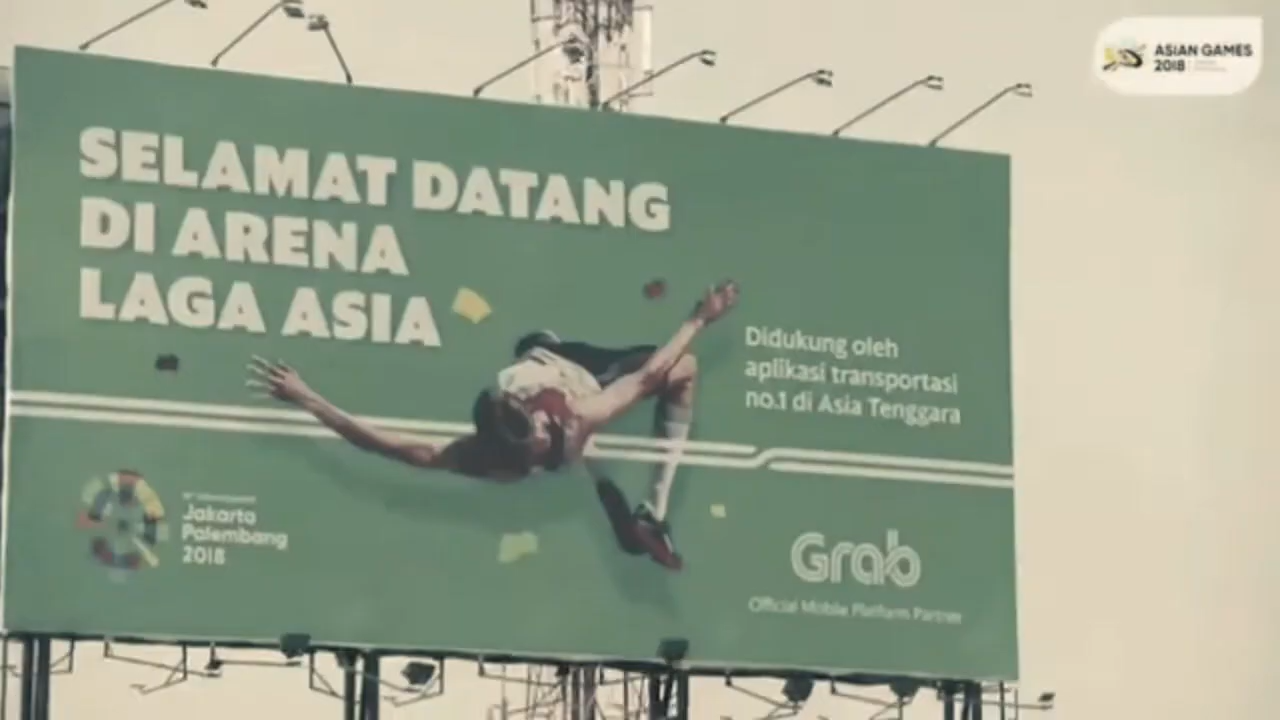 ASIAN GAMES
2018
SELAMAT DATANG
DI ARENA
LAGA ASIA
Didukung oleh
aplikasi transportasi
no.1 di Asia Tenggara
Jakarta
Palembang
2018
Grab
Official Mobile Platform Partner